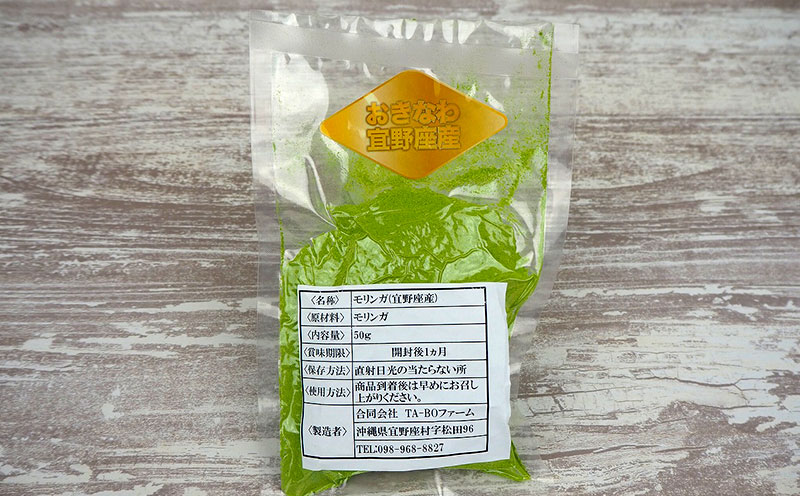 おきなわ
宜野座産
〈名称〉 モリンガ(宜野座産)
〈原材料〉 モリンガ
〈内容量〉 50g
〈賞味期限〉 開封後1ヵ月
〈保存方法〉 直射日光の当たらない所
〈使用方法〉 商品到着後は早めにお召し
上がりください。
〈製造者〉 合同会社 TA-BOファーム
沖縄県宜野座村字松田96
TEL:098-968-8827